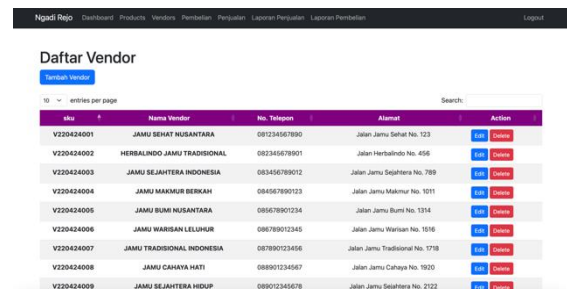 Ngadi Rejo Dashboard Products Vendors Pembelian Penjualan Laporan Penjualan Laporan Pembelian Logout
Daftar Vendor
Tambah Vendor
10 entries per page Search:
sku Nama Vendor No. Telepon Alamat Action
V220424001 JAMU SEHAT NUSANTARA 081234567890 Jalan Jamu Sehat No. 123 Edit Delete
V220424002 HERBALINDO JAMU TRADISIONAL 082345678901 Jalan Herbalindo No. 456 Edit Delete
V220424003 JAMU SEJAHTERA INDONESIA 083456789012 Jalan Jamu Sejahtera No. 789 Edit Delete
V220424004 JAMU MAKMUR BERKAH 084567890123 Jalan Jamu Makmur No. 1011 Edit Delete
V220424005 JAMU BUMI NUSANTARA 085678901234 Jalan Jamu Bumi No. 1314 Edit Delete
V220424006 JAMU WARISAN LELUHUR 086789012345 Jalan Jamu Warisan No. 1516 Edit Delete
V220424007 JAMU TRADISIONAL INDONESIA 087890123456 Jalan Jamu Tradisional No. 1718 Edit Delete
V220424008 JAMU CAHAYA HATI 088901234567 Jalan Jamu Cahaya No. 1920 Edit Delete
V220424009 JAMU SEJAHTERA HIDUP 089012345678 Jalan Jamu Sejahtera No. 2122 Edit Delete